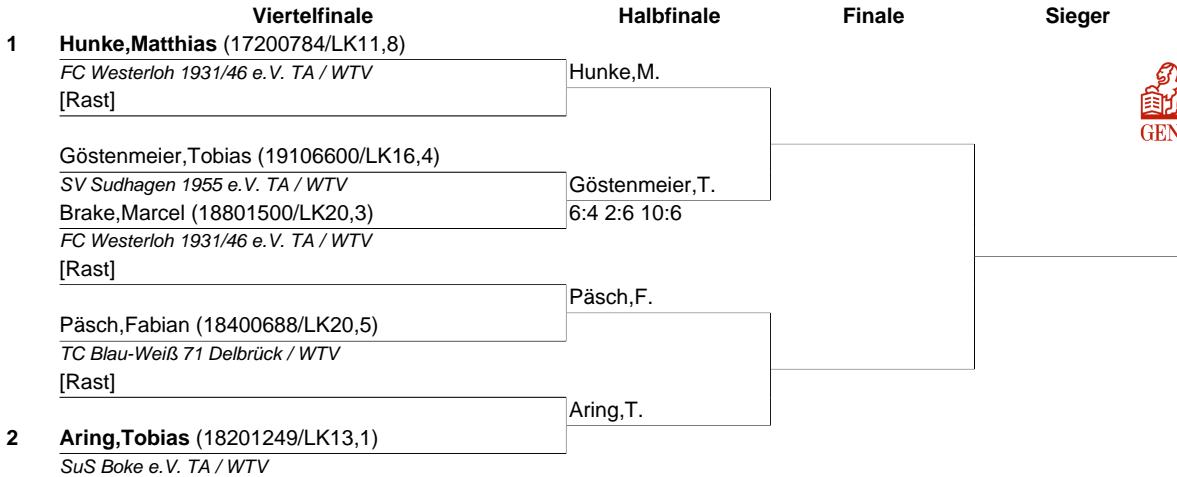 Viertelfinale Halbfinale Finale Sieger
1 Hunke,Matthias (17200784/LK11,8)
FC Westerloh 1931/46 e.V. TA / WTV Hunke,M.
[Rast]
Göstenmeier,Tobias (19106600/LK16,4)
SV Sudhagen 1955 e.V. TA / WTV Göstenmeier,T.
Brake,Marcel (18801500/LK20,3) 6:4 2:6 10:6
FC Westerloh 1931/46 e.V. TA / WTV
[Rast]
Päsch,F.
Päsch,Fabian (18400688/LK20,5)
TC Blau-Weiß 71 Delbrück / WTV
[Rast]
Aring,T.
2 Aring,Tobias (18201249/LK13,1)
SuS Boke e.V. TA / WTV
GEN